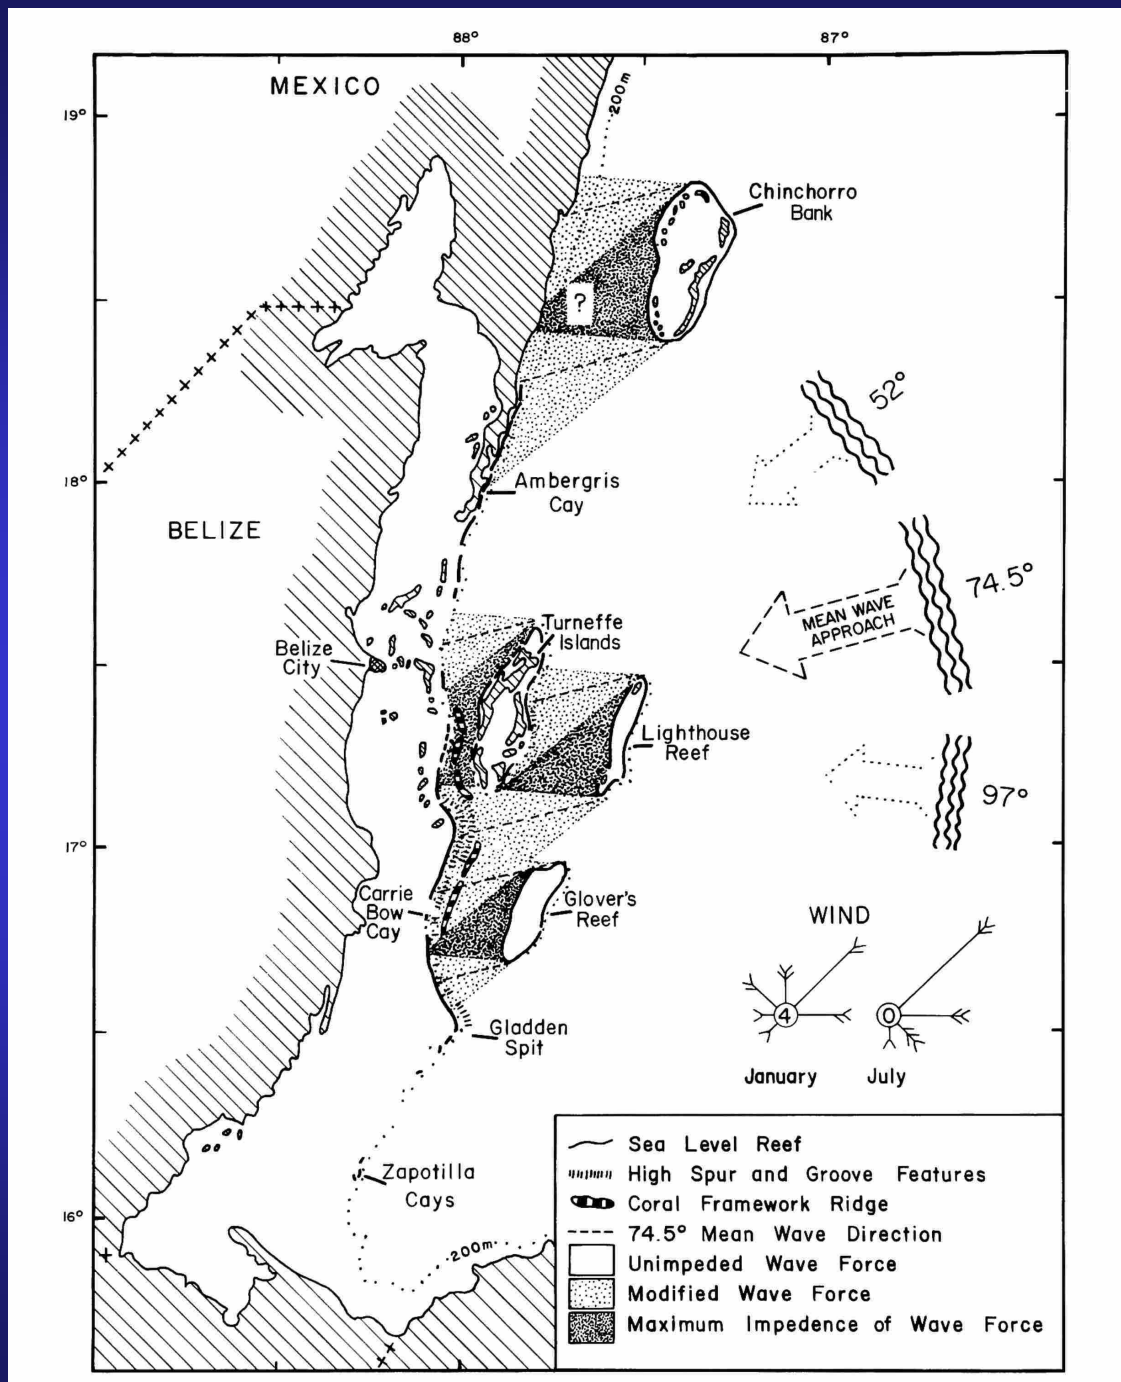 88°
87°
MEXICO
200m
19°
Chinchorro
Bank
?
52°
18°
Ambergris
Cay
BELIZE
74.5°
MEAN WAVE
APPROACH
Turneffe
Islands
Belize
City
Lighthouse
Reef
97°
17°
Carrie
Bow
Cay
Glover's
Reef
WIND
4
0
Gladden
Spit
January
July
Zapotilla
Cays
16°
200m
Sea Level Reef
High Spur and Groove Features
Coral Framework Ridge
74.5° Mean Wave Direction
Unimpeded Wave Force
Modified Wave Force
Maximum Impedence of Wave Force